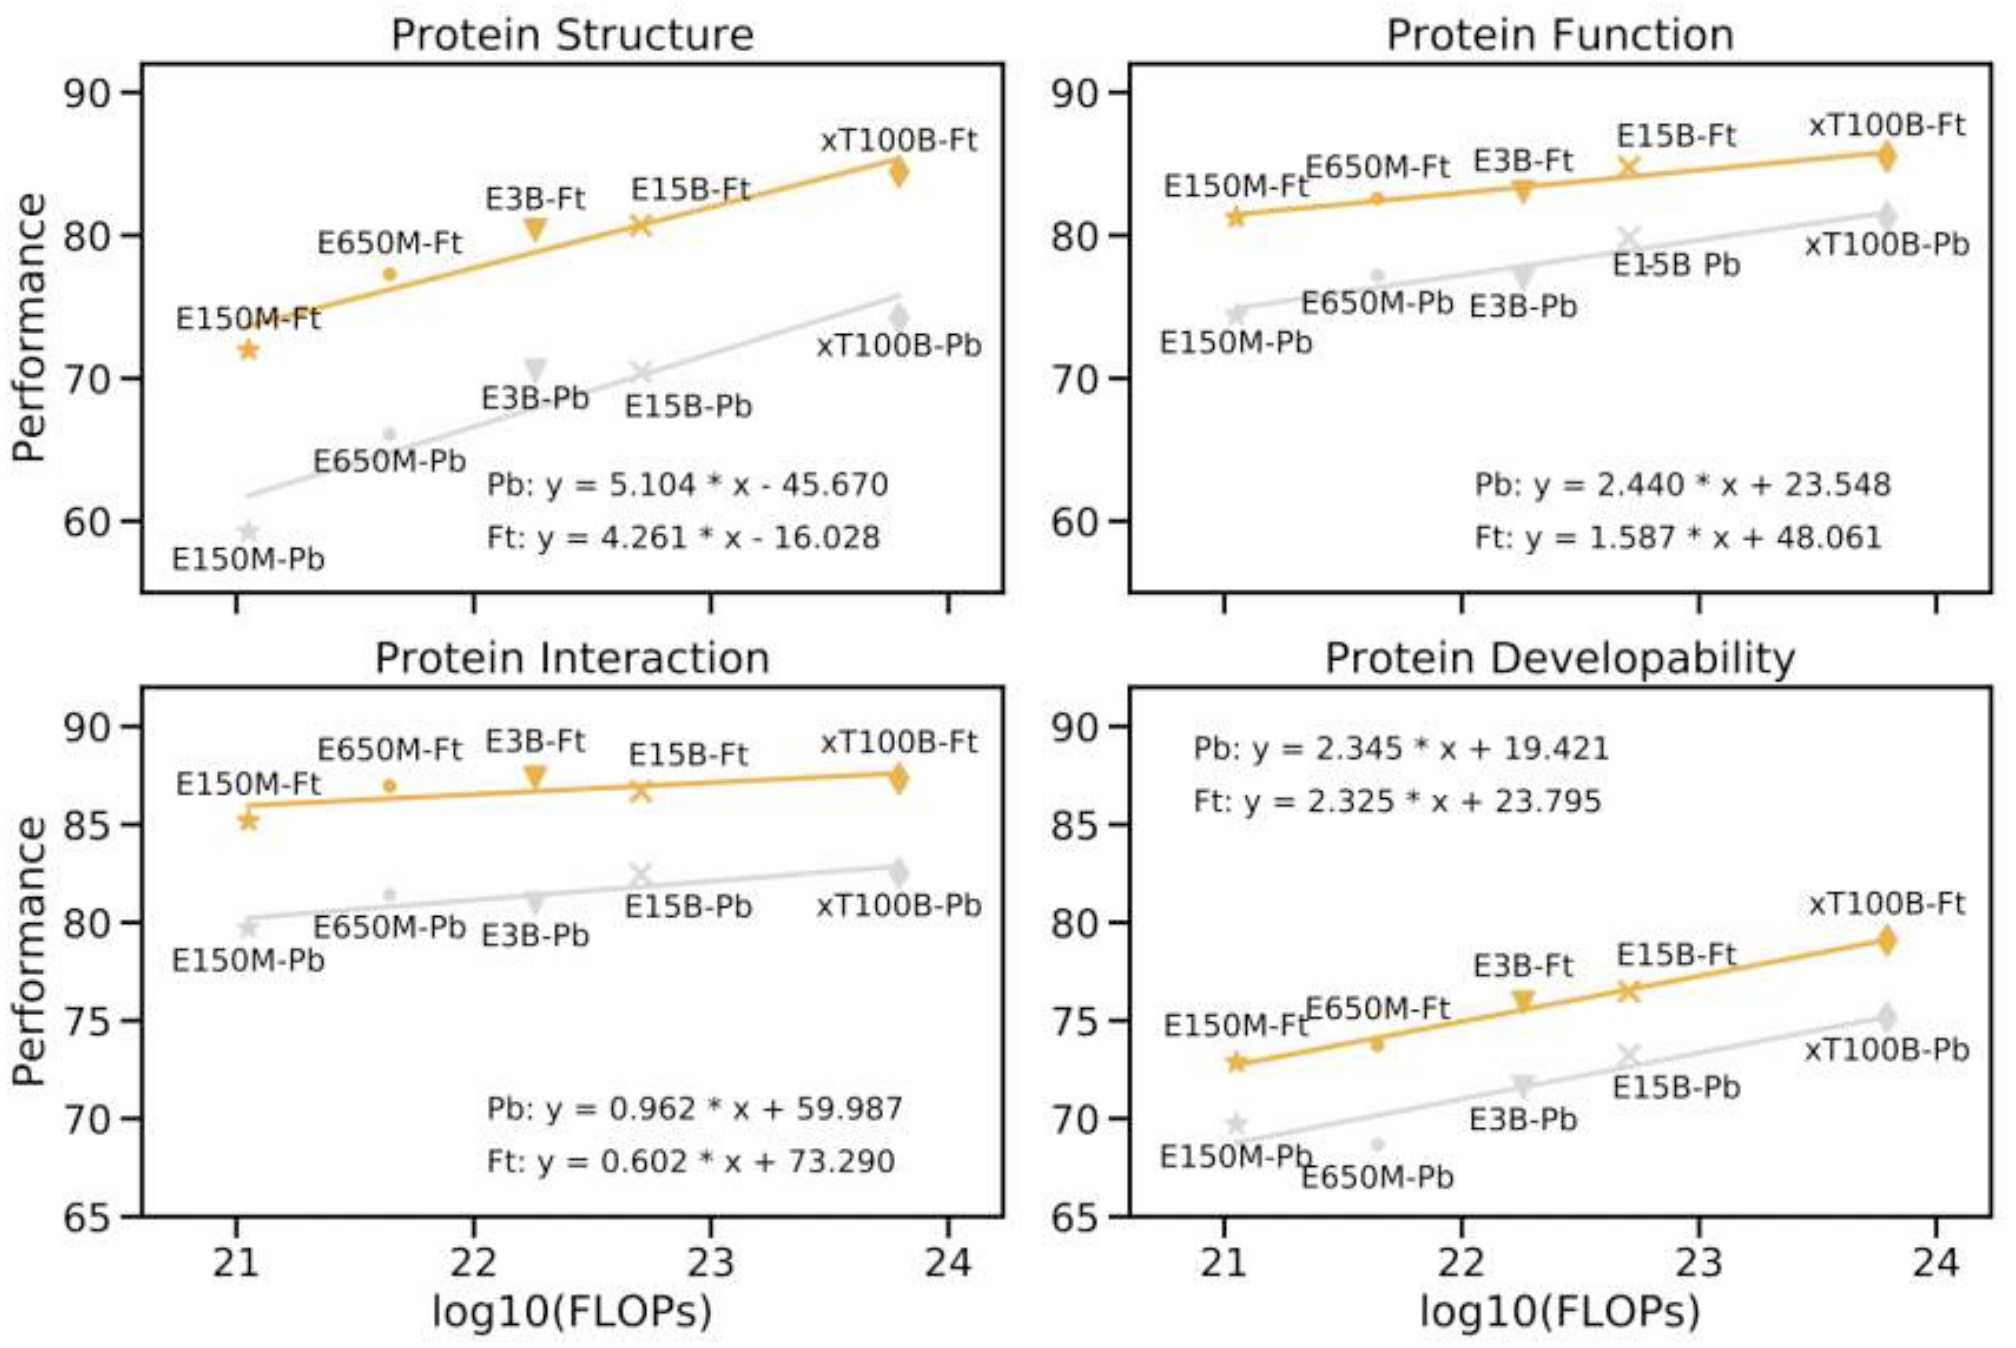 Protein Structure
Performance
90
80
70
60
E150M-Ft
E650M-Ft
E3B-Ft
E15B-Ft
xT100B-Ft
E150M-Pb
E650M-Pb
E3B-Pb
E15B-Pb
xT100B-Pb
Pb: y = 5.104 * x - 45.670
Ft: y = 4.261 * x - 16.028
Protein Function
90
80
70
60
E150M-Ft
E650M-Ft
E3B-Ft
E15B-Ft
xT100B-Ft
E150M-Pb
E650M-Pb
E3B-Pb
E15B Pb
xT100B-Pb
Pb: y = 2.440 * x + 23.548
Ft: y = 1.587 * x + 48.061
Protein Interaction
Performance
90
85
80
75
70
65
E150M-Ft
E650M-Ft
E3B-Ft
E15B-Ft
xT100B-Ft
E150M-Pb
E650M-Pb
E3B-Pb
E15B-Pb
xT100B-Pb
Pb: y = 0.962 * x + 59.987
Ft: y = 0.602 * x + 73.290
21 22 23 24
log10(FLOPs)
Protein Developability
90
85
80
75
70
65
Pb: y = 2.345 * x + 19.421
Ft: y = 2.325 * x + 23.795
E150M-Ft
E650M-Ft
E3B-Ft
E15B-Ft
xT100B-Ft
E150M-Pb
E650M-Pb
E3B-Pb
E15B-Pb
xT100B-Pb
21 22 23 24
log10(FLOPs)